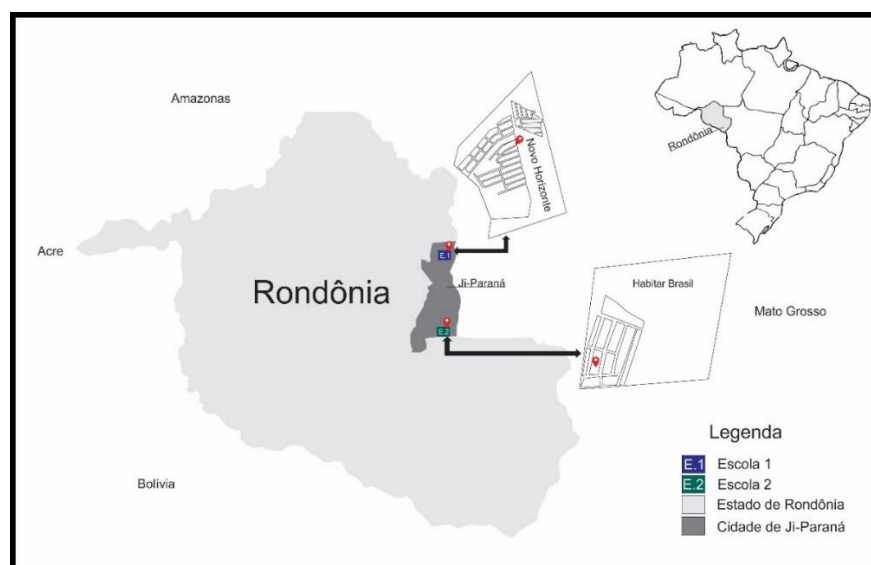 Amazonas
Rondônia
Novo Horizonte
Acre
E.1
Rondônia
Ji-Paraná
Habitar Brasil
Mato Grosso
E.2
Bolívia
Legenda
E.1 Escola 1
E.2 Escola 2
Estado de Rondônia
Cidade de Ji-Paraná